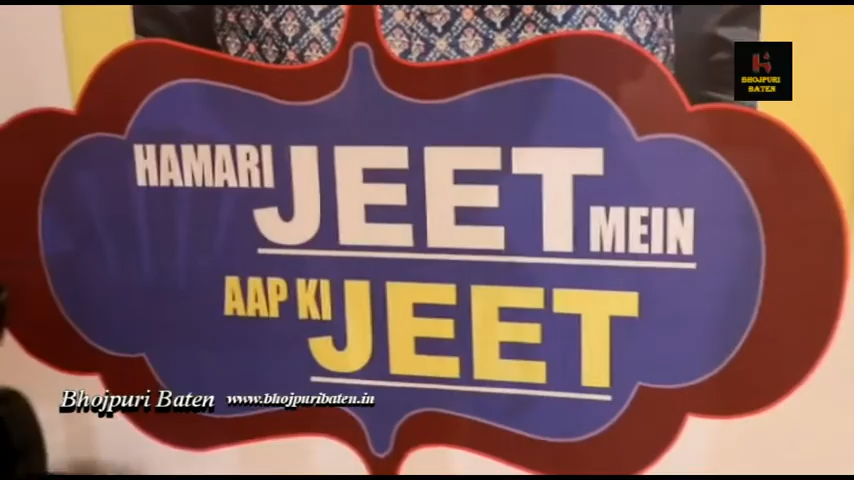 BHOJPURI
BATEN
HAMARI JEET MEIN
AAP KI JEET
Bhojpuri Baten www.bhojpuribaten.in